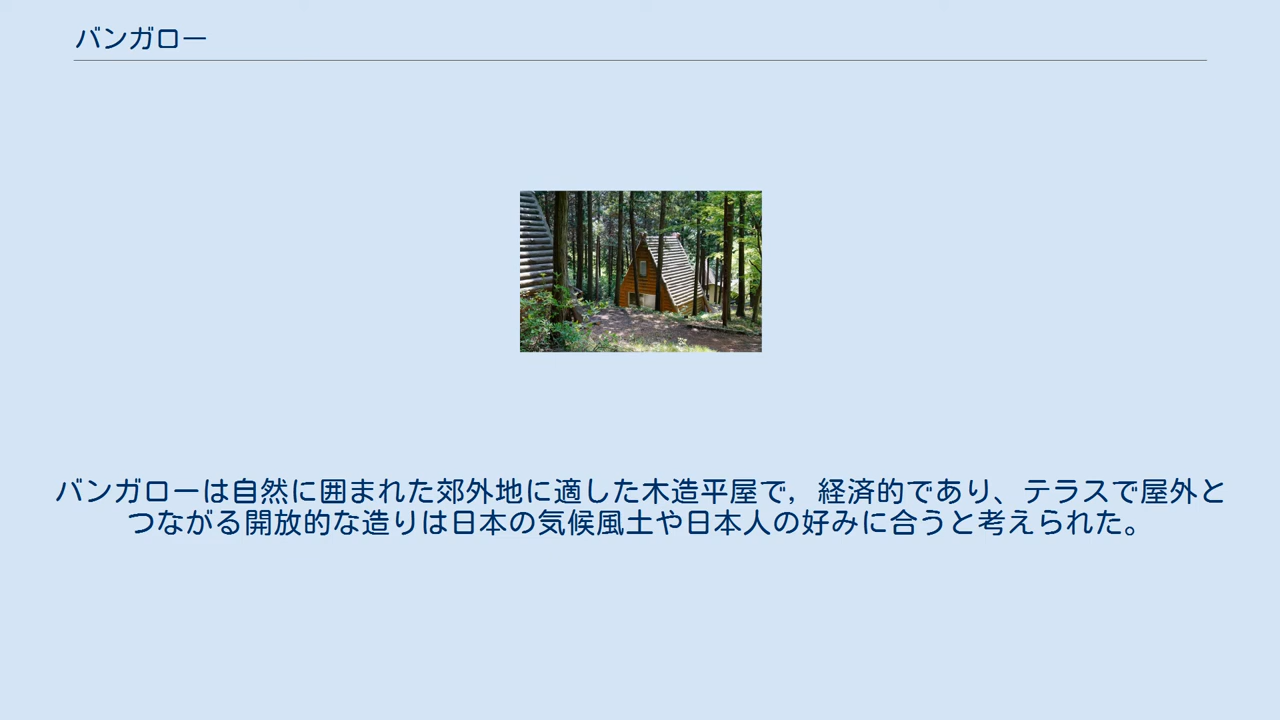 バンガロー
バンガローは自然に囲まれた郊外地に適した木造平屋で，経済的であり、テラスで屋外と
つながる開放的な造りは日本の気候風土や日本人の好みに合うと考えられた。